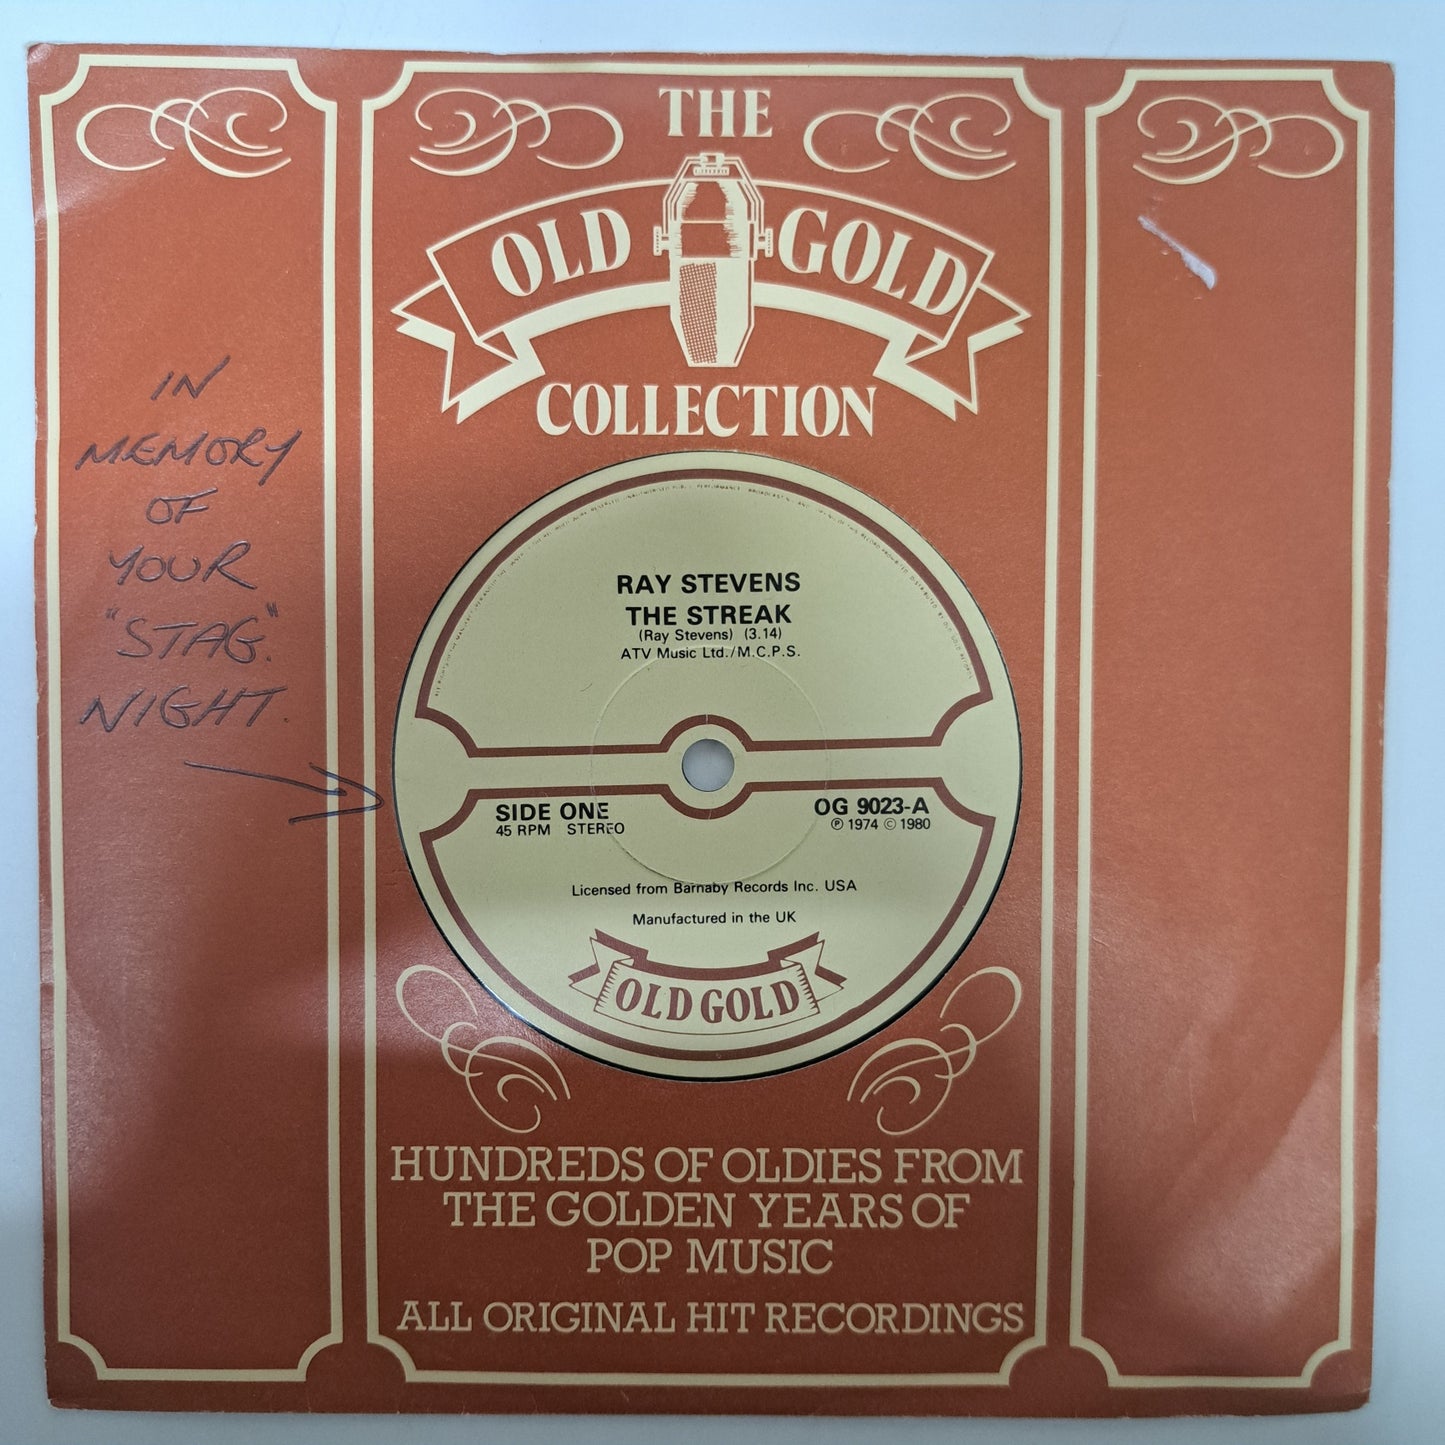 THE
OLD GOLD
COLLECTION
IN
MEMORY
OF
YOUR
"STAG."
NIGHT.
RAY STEVENS
THE STREAK
(Ray Stevens) (3.14)
ATV Music Ltd./M.C.P.S.
SIDE ONE
45 RPM STEREO
OG 9023-A
℗ 1974 © 1980
Licensed from Barnaby Records Inc. USA
Manufactured in the UK
OLD GOLD
HUNDREDS OF OLDIES FROM
THE GOLDEN YEARS OF
POP MUSIC
ALL ORIGINAL HIT RECORDINGS